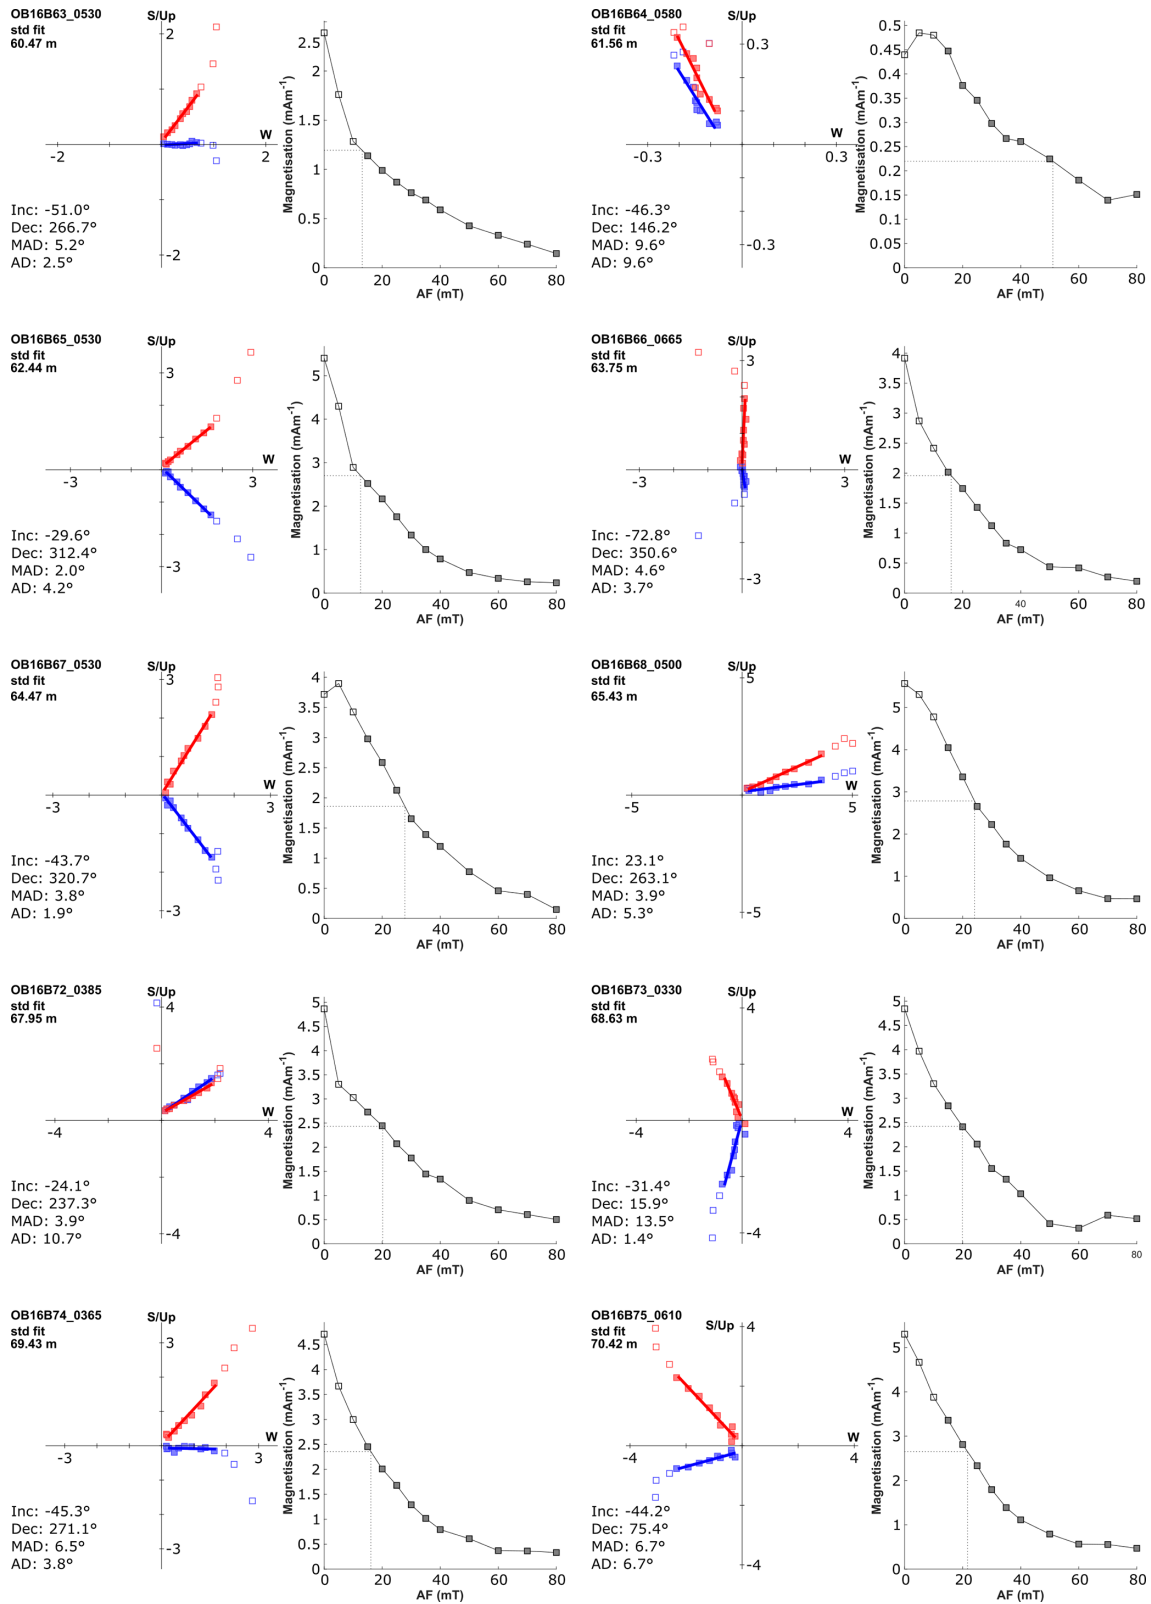 OB16B63_0530
std fit
60.47 m
S/Up
2
W
-2
2
-2
Inc: -51.0°
Dec: 266.7°
MAD: 5.2°
AD: 2.5°
Magnetisation (mAm⁻¹)
2.5
2
1.5
1
0.5
0
0 20 40 60 80
AF (mT)
OB16B64_0580
std fit
61.56 m
S/Up
0.3
W
-0.3
0.3
-0.3
Inc: -46.3°
Dec: 146.2°
MAD: 9.6°
AD: 9.6°
Magnetisation (mAm⁻¹)
0.5
0.45
0.4
0.35
0.3
0.25
0.2
0.15
0.1
0.05
0
0 20 40 60 80
AF (mT)
OB16B65_0530
std fit
62.44 m
S/Up
3
W
-3
3
-3
Inc: -29.6°
Dec: 312.4°
MAD: 2.0°
AD: 4.2°
Magnetisation (mAm⁻¹)
5
4
3
2
1
0
0 20 40 60 80
AF (mT)
OB16B66_0665
std fit
63.75 m
S/Up
3
W
-3
3
-3
Inc: -72.8°
Dec: 350.6°
MAD: 4.6°
AD: 3.7°
Magnetisation (mAm⁻¹)
4
3.5
3
2.5
2
1.5
1
0.5
0
0 20 40 60 80
AF (mT)
OB16B67_0530
std fit
64.47 m
S/Up
3
W
-3
3
-3
Inc: -43.7°
Dec: 320.7°
MAD: 3.8°
AD: 1.9°
Magnetisation (mAm⁻¹)
4
3.5
3
2.5
2
1.5
1
0.5
0
0 20 40 60 80
AF (mT)
OB16B68_0500
std fit
65.43 m
S/Up
5
W
-5
5
-5
Inc: 23.1°
Dec: 263.1°
MAD: 3.9°
AD: 5.3°
Magnetisation (mAm⁻¹)
5
4
3
2
1
0
0 20 40 60 80
AF (mT)
OB16B72_0385
std fit
67.95 m
S/Up
4
W
-4
4
-4
Inc: -24.1°
Dec: 237.3°
MAD: 3.9°
AD: 10.7°
Magnetisation (mAm⁻¹)
5
4.5
4
3.5
3
2.5
2
1.5
1
0.5
0
0 20 40 60 80
AF (mT)
OB16B73_0330
std fit
68.63 m
S/Up
4
W
-4
4
-4
Inc: -31.4°
Dec: 15.9°
MAD: 13.5°
AD: 1.4°
Magnetisation (mAm⁻¹)
5
4.5
4
3.5
3
2.5
2
1.5
1
0.5
0
0 20 40 60 80
AF (mT)
OB16B74_0365
std fit
69.43 m
S/Up
3
W
-3
3
-3
Inc: -45.3°
Dec: 271.1°
MAD: 6.5°
AD: 3.8°
Magnetisation (mAm⁻¹)
4.5
4
3.5
3
2.5
2
1.5
1
0.5
0
0 20 40 60 80
AF (mT)
OB16B75_0610
std fit
70.42 m
S/Up
4
W
-4
4
-4
Inc: -44.2°
Dec: 75.4°
MAD: 6.7°
AD: 6.7°
Magnetisation (mAm⁻¹)
5
4
3
2
1
0
0 20 40 60 80
AF (mT)